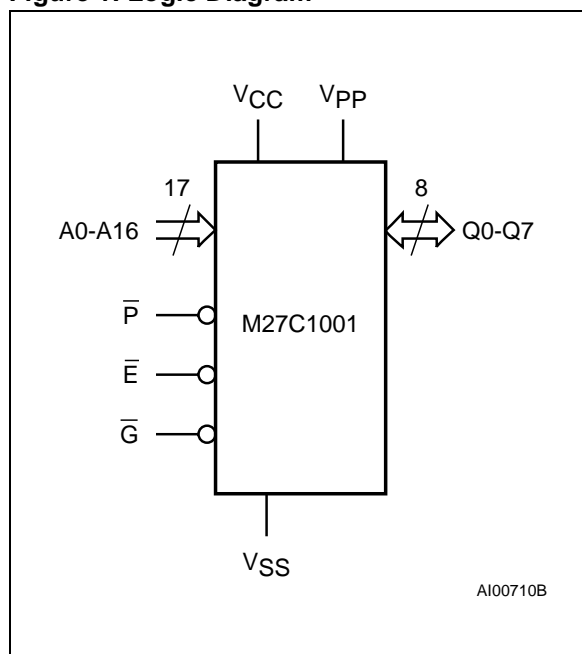 Figure 1. Logic Diagram
VCC VPP
17 8
A0-A16 Q0-Q7
P̅
M27C1001
E̅
G̅
VSS
AI00710B